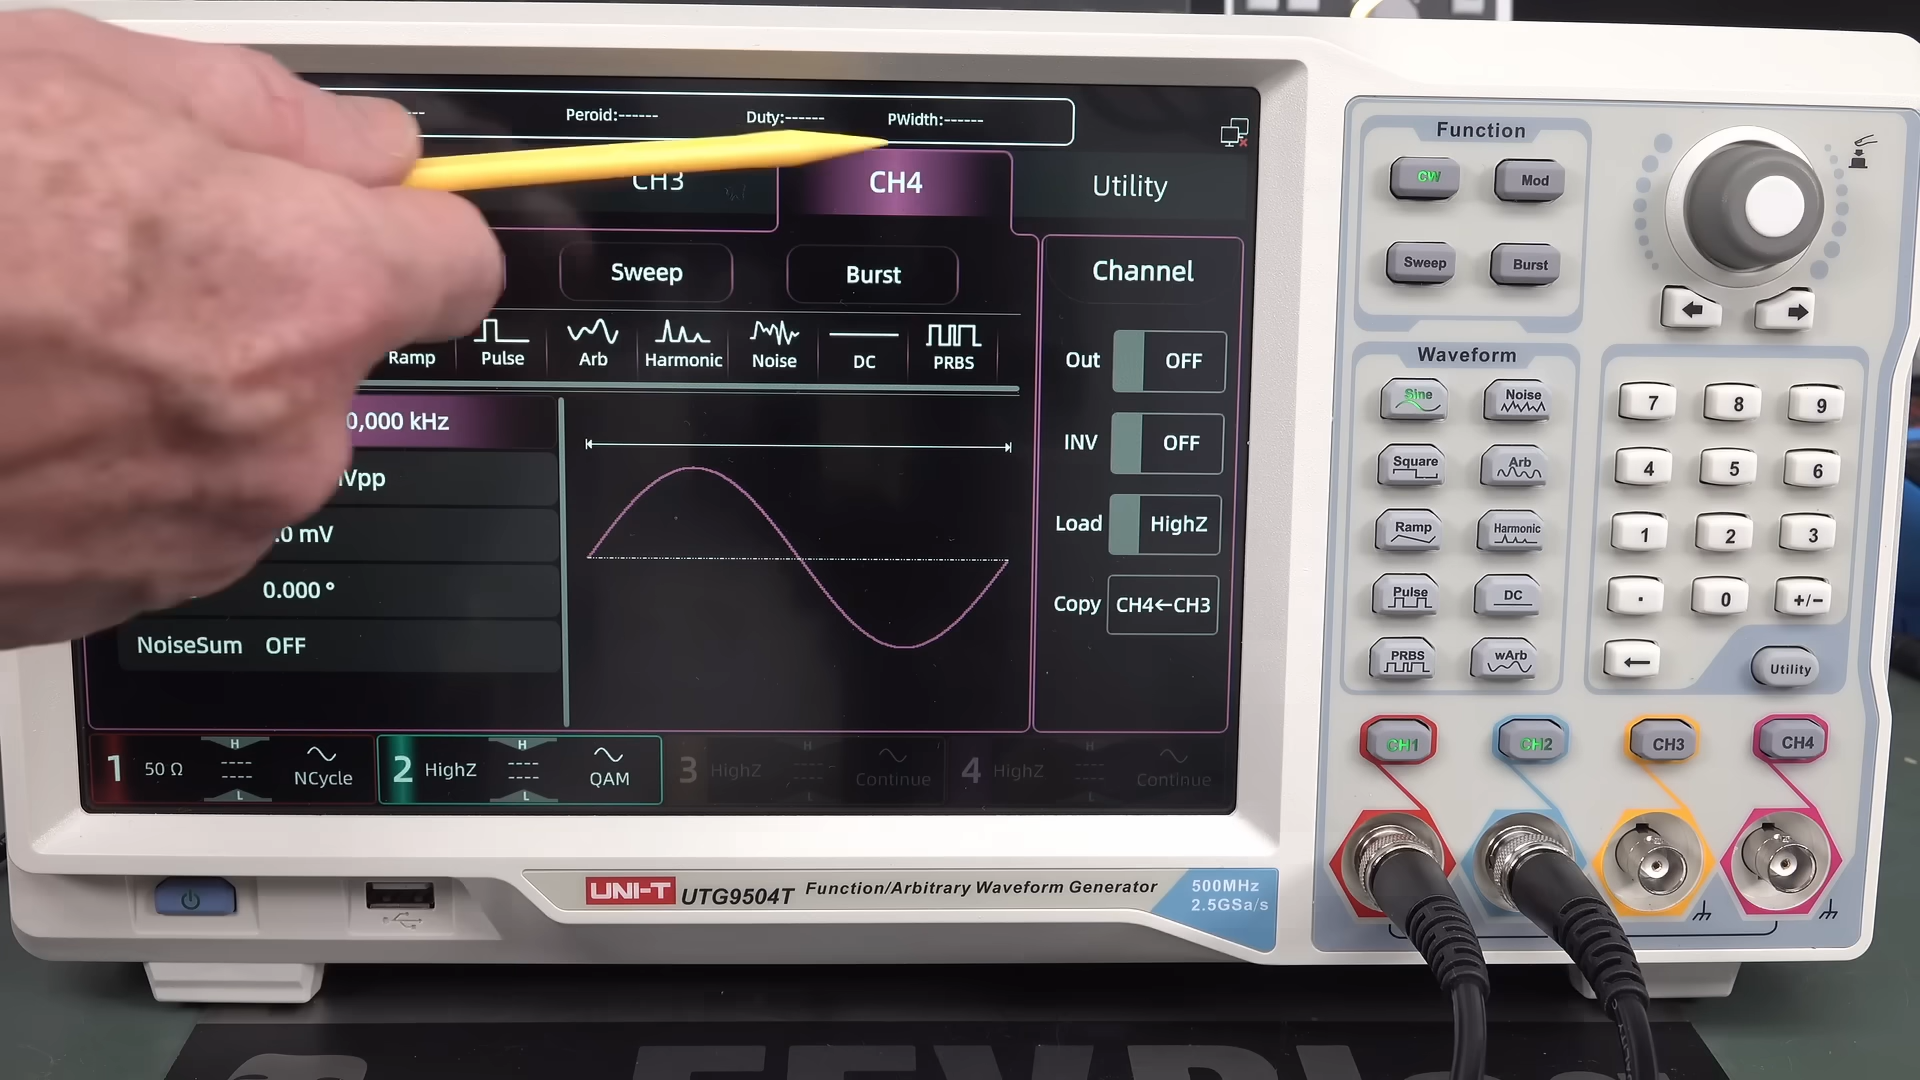 Peroid:------ Duty:------ PWidth:------
CH3 CH4 Utility
Sweep Burst
Ramp Pulse Arb Harmonic Noise DC PRBS
0,000 kHz
Vpp
.0 mV
0.000 °
NoiseSum OFF
Channel
Out OFF
INV OFF
Load HighZ
Copy CH4←CH3
1 50 Ω H ---- L NCycle
2 HighZ H ---- L QAM
3 HighZ H ---- L Continue
4 HighZ H ---- L Continue
UNI-T UTG9504T Function/Arbitrary Waveform Generator
500MHz
2.5GSa/s
Function
CW Mod
Sweep Burst
Waveform
Sine Noise
Square Arb
Ramp Harmonic
Pulse DC
PRBS wArb
7 8 9
4 5 6
1 2 3
. 0 +/-
←
Utility
CH1 CH2 CH3 CH4